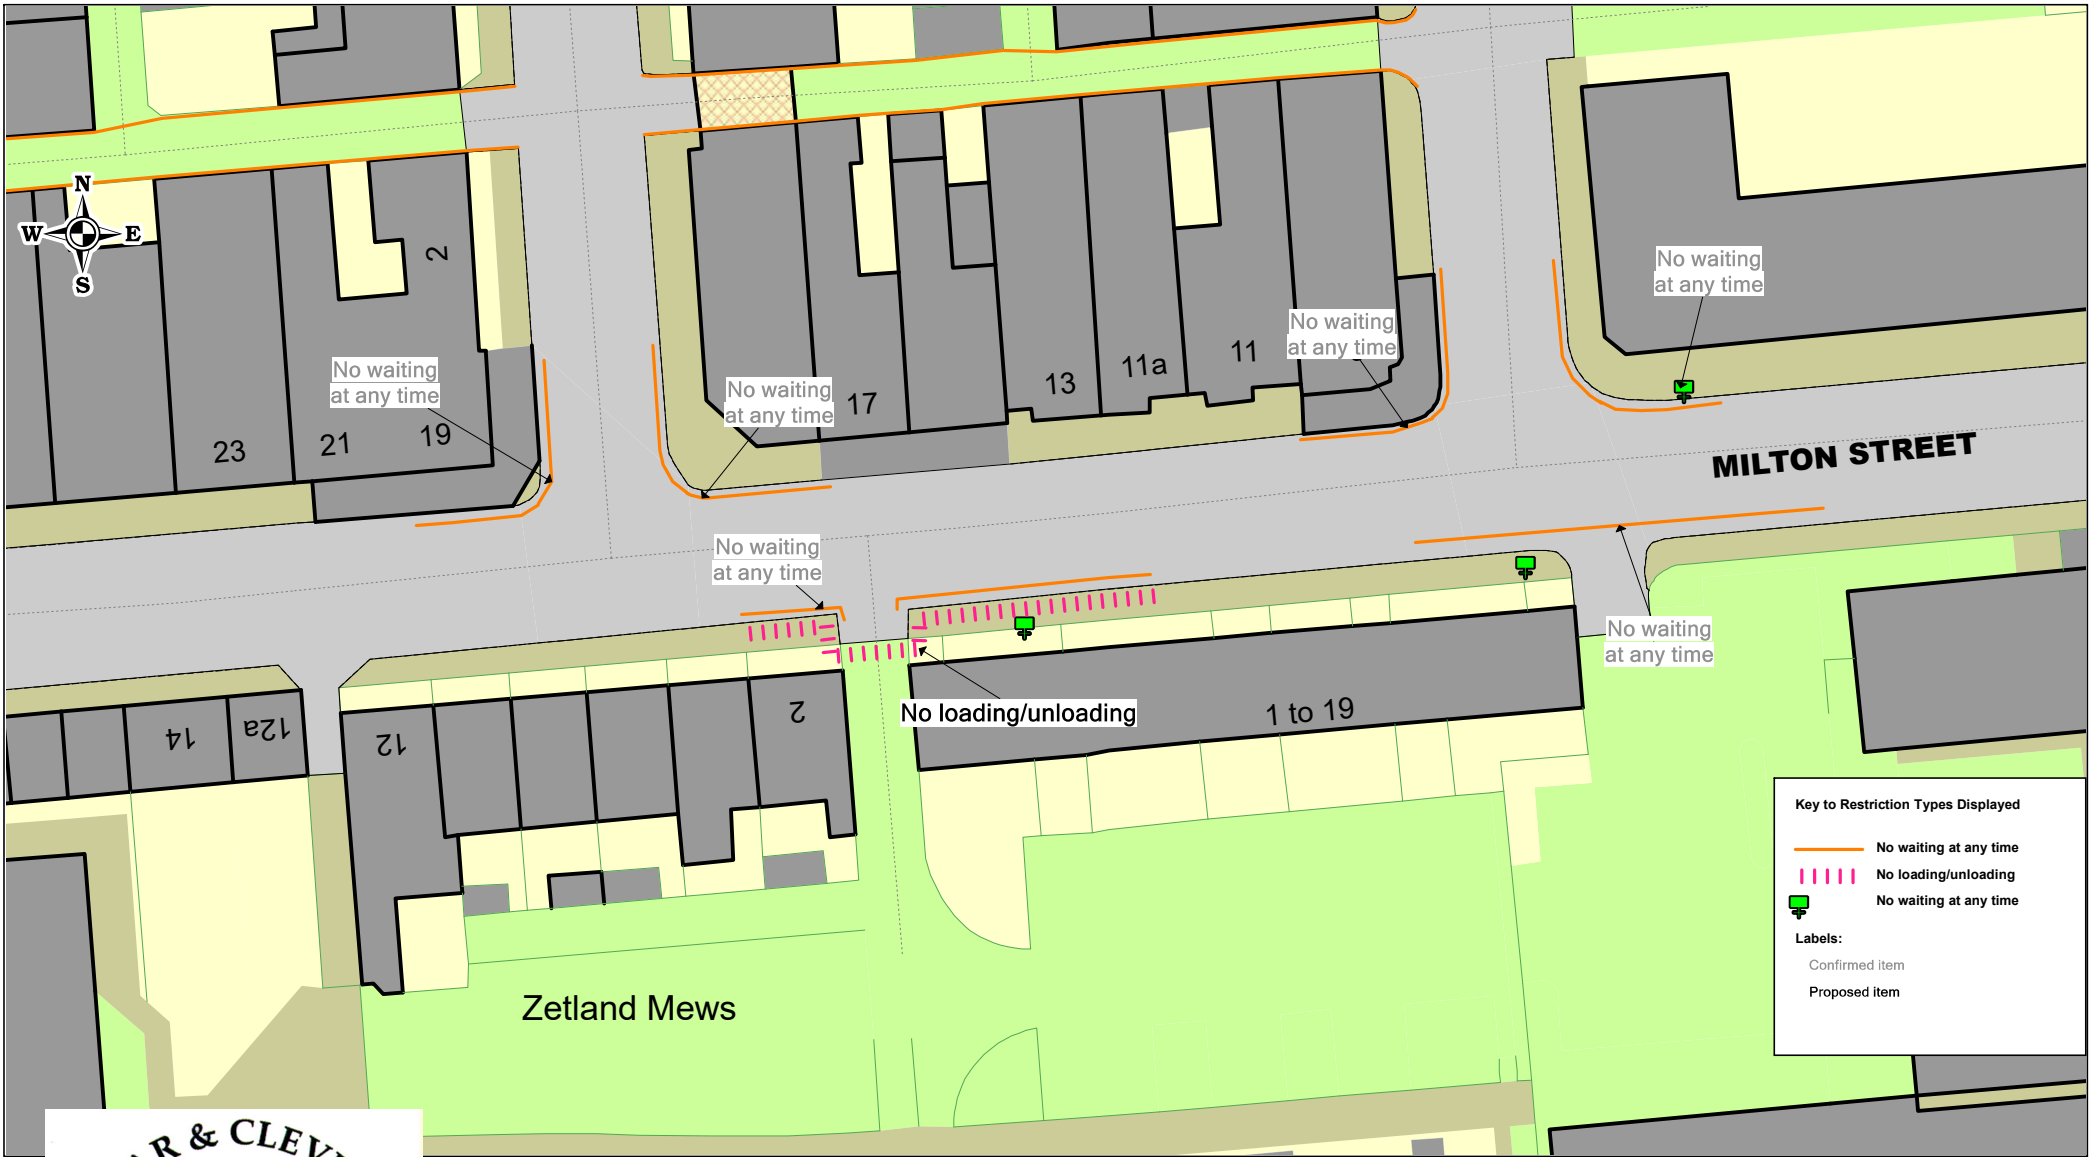 N
W E
S
2
No waiting
at any time
No waiting
at any time
No waiting
at any time
No waiting
at any time
23
21
19
17
13
11a
11
MILTON STREET
No waiting
at any time
No waiting
at any time
No loading/unloading
14
12a
12
2
1 to 19
Zetland Mews
Key to Restriction Types Displayed
No waiting at any time
No loading/unloading
No waiting at any time
Labels:
Confirmed item
Proposed item
& CLEV